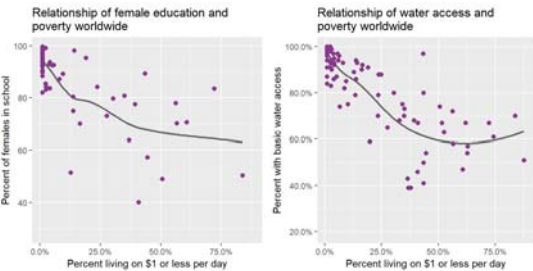 Relationship of female education and
poverty worldwide
Percent of females in school
100
80
60
40
0.0%
25.0%
50.0%
75.0%
Percent living on $1 or less per day
Relationship of water access and
poverty worldwide
Percent with basic water access
100.0%
80.0%
60.0%
40.0%
20.0%
0.0%
25.0%
50.0%
75.0%
Percent living on $1 or less per day